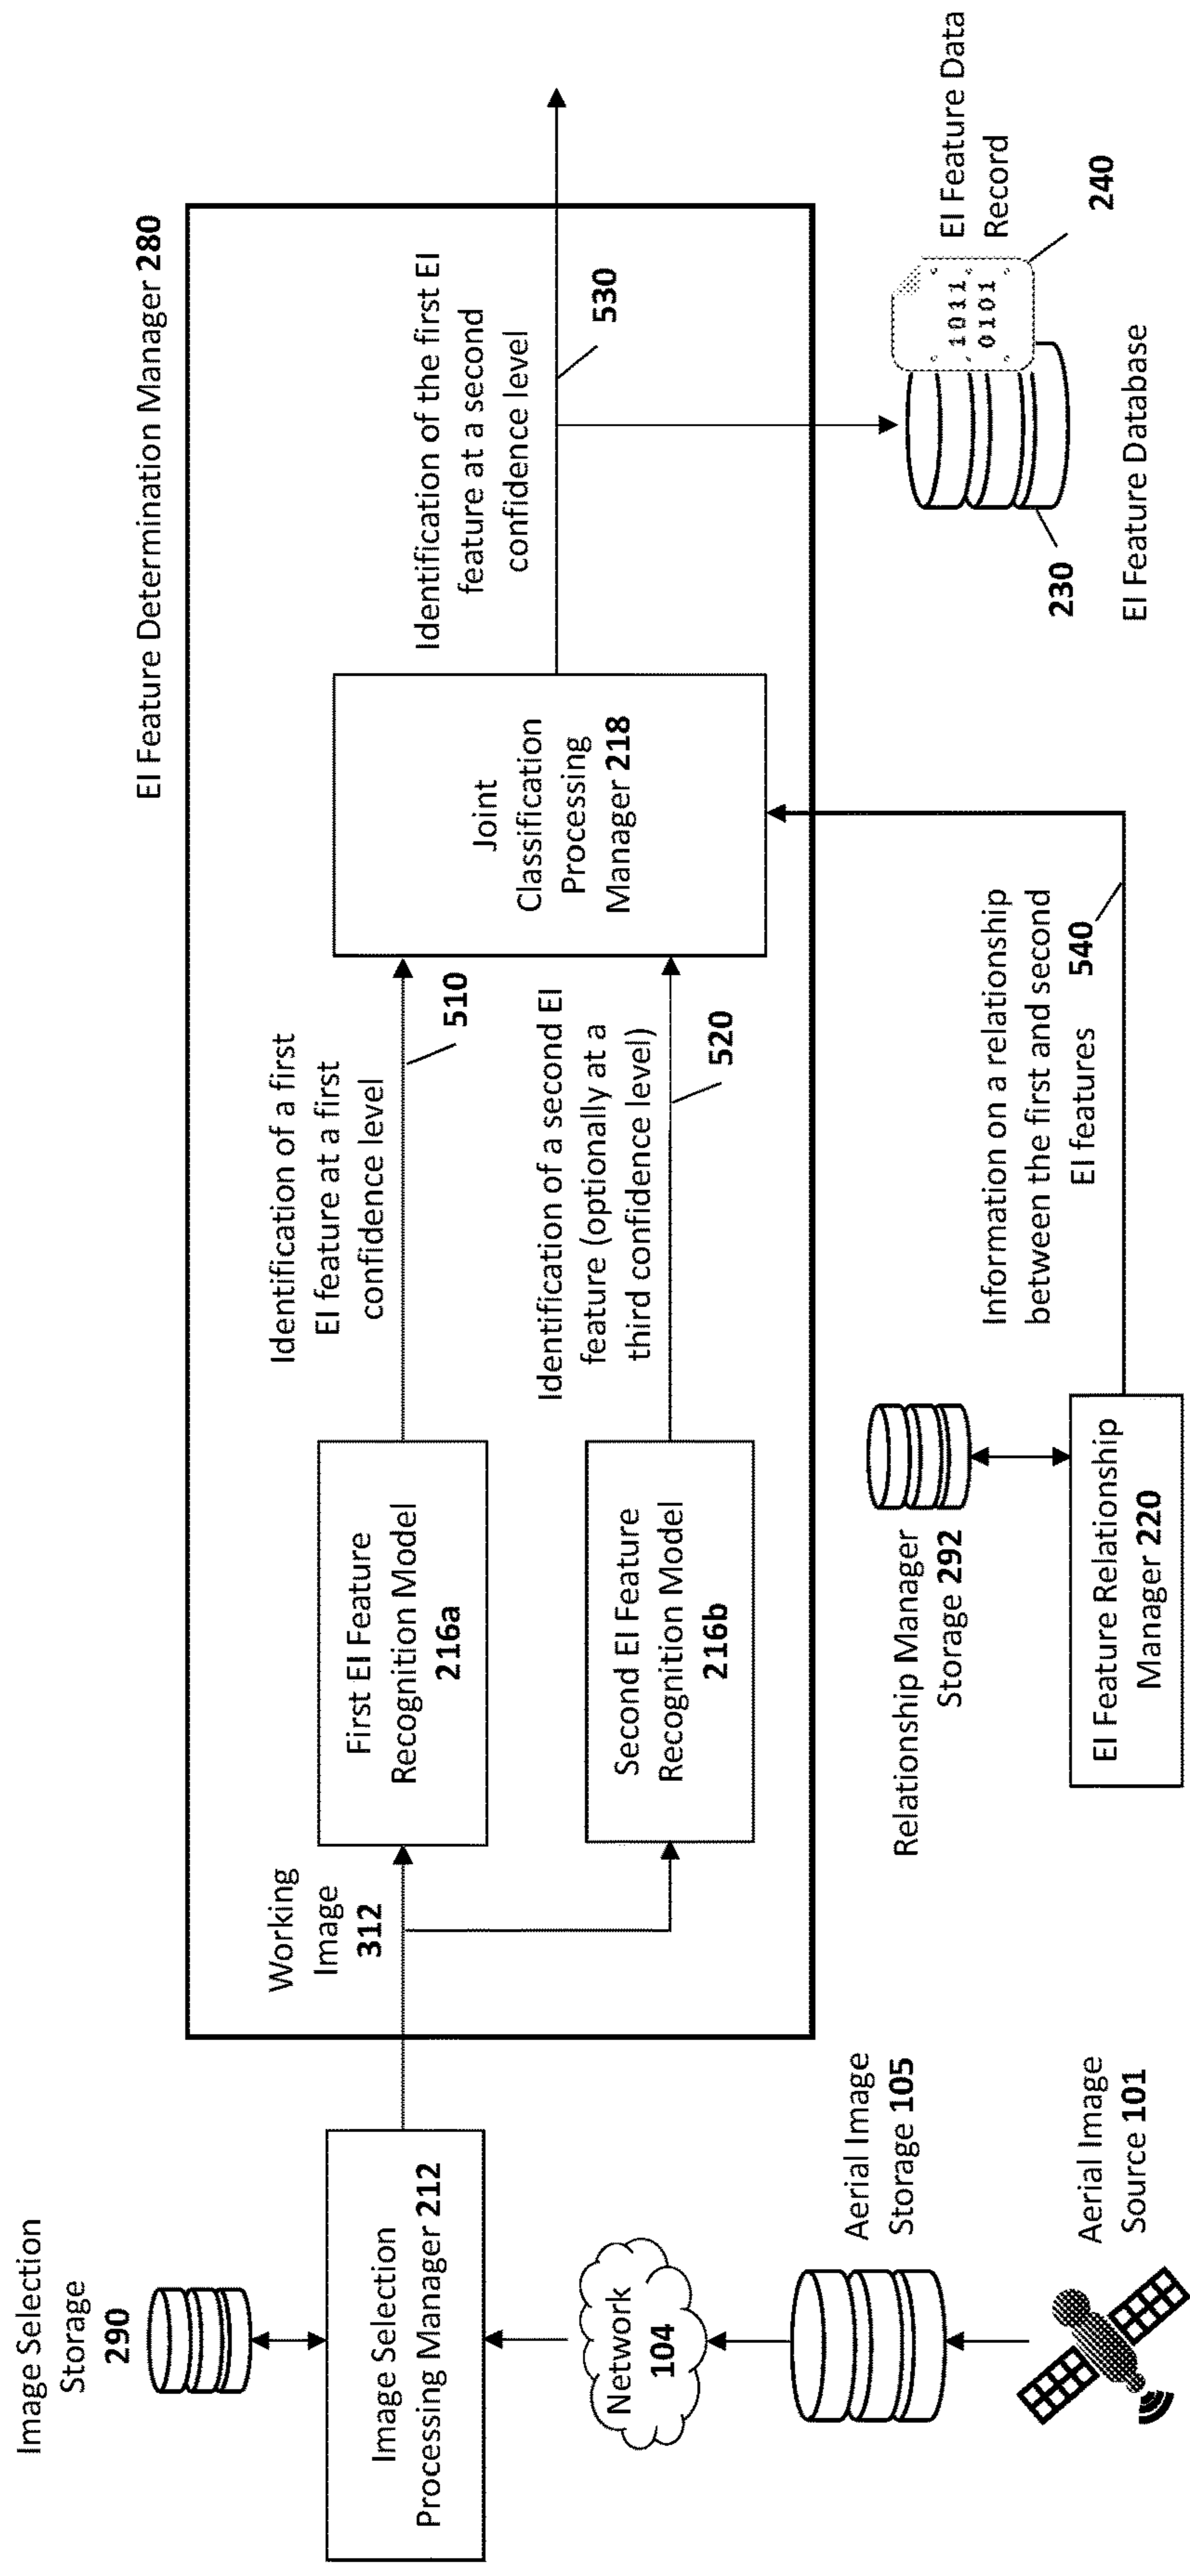 EI Feature Determination Manager 280
Image Selection
Storage
290
Image Selection
Processing Manager 212
Network
104
Aerial Image
Storage 105
Aerial Image
Source 101
Working
Image
312
First EI Feature
Recognition Model
216a
Second EI Feature
Recognition Model
216b
Identification of a first
EI feature at a first
confidence level
510
Identification of a second EI
feature (optionally at a
third confidence level)
520
Joint
Classification
Processing
Manager 218
Identification of the first EI
feature at a second
confidence level
530
Relationship Manager
Storage 292
EI Feature Relationship
Manager 220
Information on a relationship
between the first and second
EI features 540
230
EI Feature Database
1011
0101
EI Feature Data
Record
240